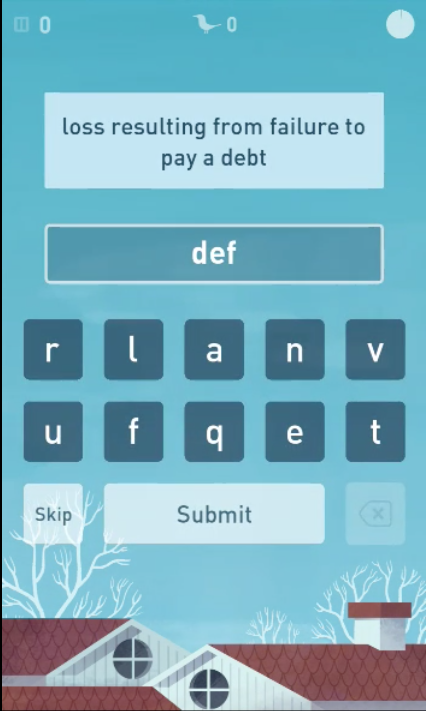 0 0
loss resulting from failure to
pay a debt
def
r l a n v
u f q e t
Skip Submit